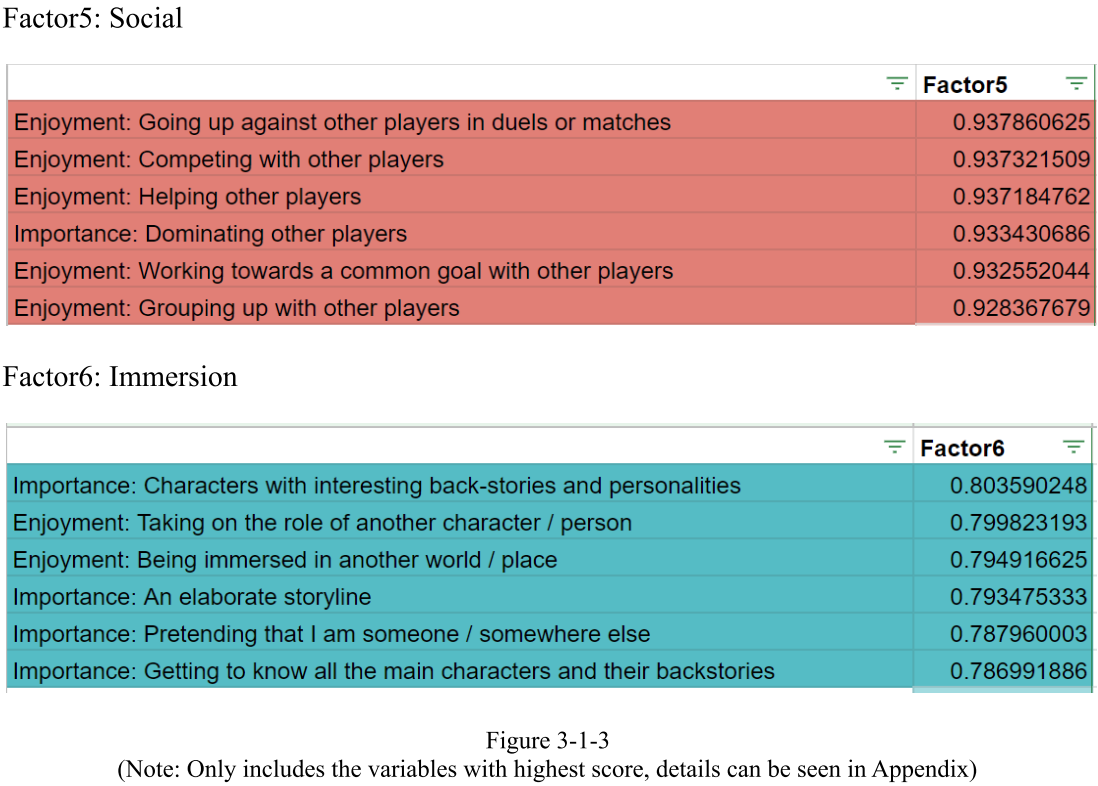 Factor5: Social
Factor5
Enjoyment: Going up against other players in duels or matches 0.937860625
Enjoyment: Competing with other players 0.937321509
Enjoyment: Helping other players 0.937184762
Importance: Dominating other players 0.933430686
Enjoyment: Working towards a common goal with other players 0.932552044
Enjoyment: Grouping up with other players 0.928367679
Factor6: Immersion
Factor6
Importance: Characters with interesting back-stories and personalities 0.803590248
Enjoyment: Taking on the role of another character / person 0.799823193
Enjoyment: Being immersed in another world / place 0.794916625
Importance: An elaborate storyline 0.793475333
Importance: Pretending that I am someone / somewhere else 0.787960003
Importance: Getting to know all the main characters and their backstories 0.786991886
Figure 3-1-3
(Note: Only includes the variables with highest score, details can be seen in Appendix)